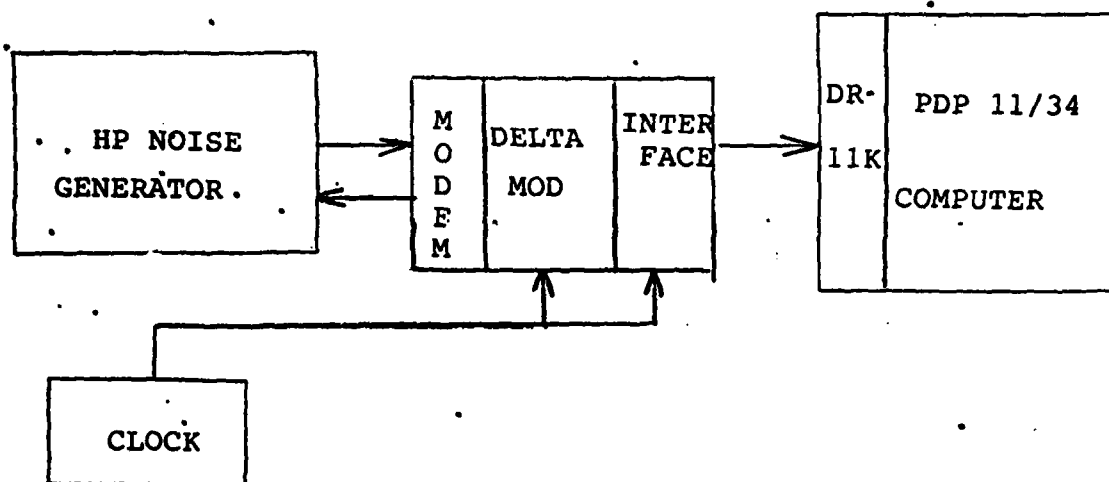 HP NOISE
GENERATOR.
M
O
D
E
M
DELTA
MOD
INTER
FACE
DR-
11K
PDP 11/34
COMPUTER
CLOCK